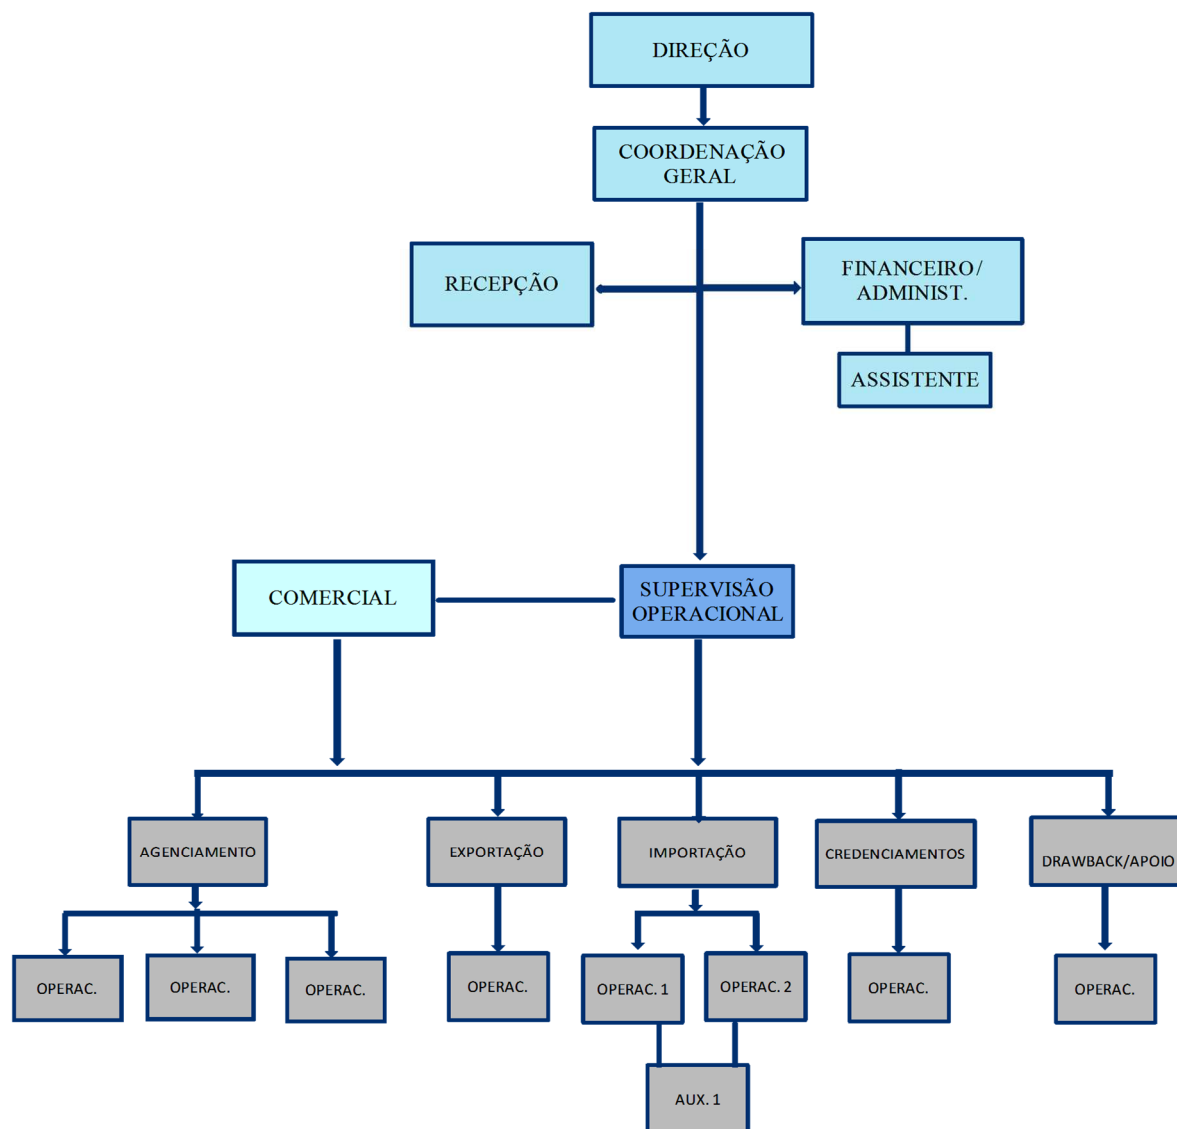 DIREÇÃO
COORDENAÇÃO
GERAL
RECEPÇÃO
FINANCEIRO/
ADMINIST.
ASSISTENTE
COMERCIAL
SUPERVISÃO
OPERACIONAL
AGENCIAMENTO
EXPORTAÇÃO
IMPORTAÇÃO
CREDENCIAMENTOS
DRAWBACK/APOIO
OPERAC.
OPERAC.
OPERAC.
OPERAC.
OPERAC. 1
OPERAC. 2
OPERAC.
OPERAC.
AUX. 1